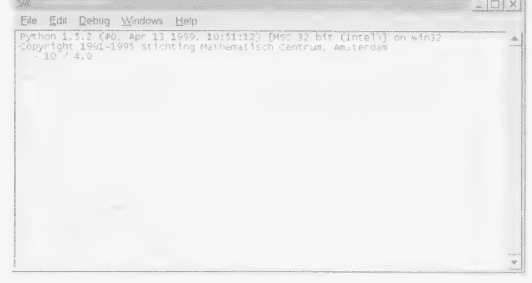 File Edit Debug Windows Help
Python 1.5.2 (#0, Apr 13 1999, 10:51:12) [MSC 32 bit (Intel)] on win32
Copyright 1991-1995 Stichting Mathematisch Centrum, Amsterdam
10 / 4.0